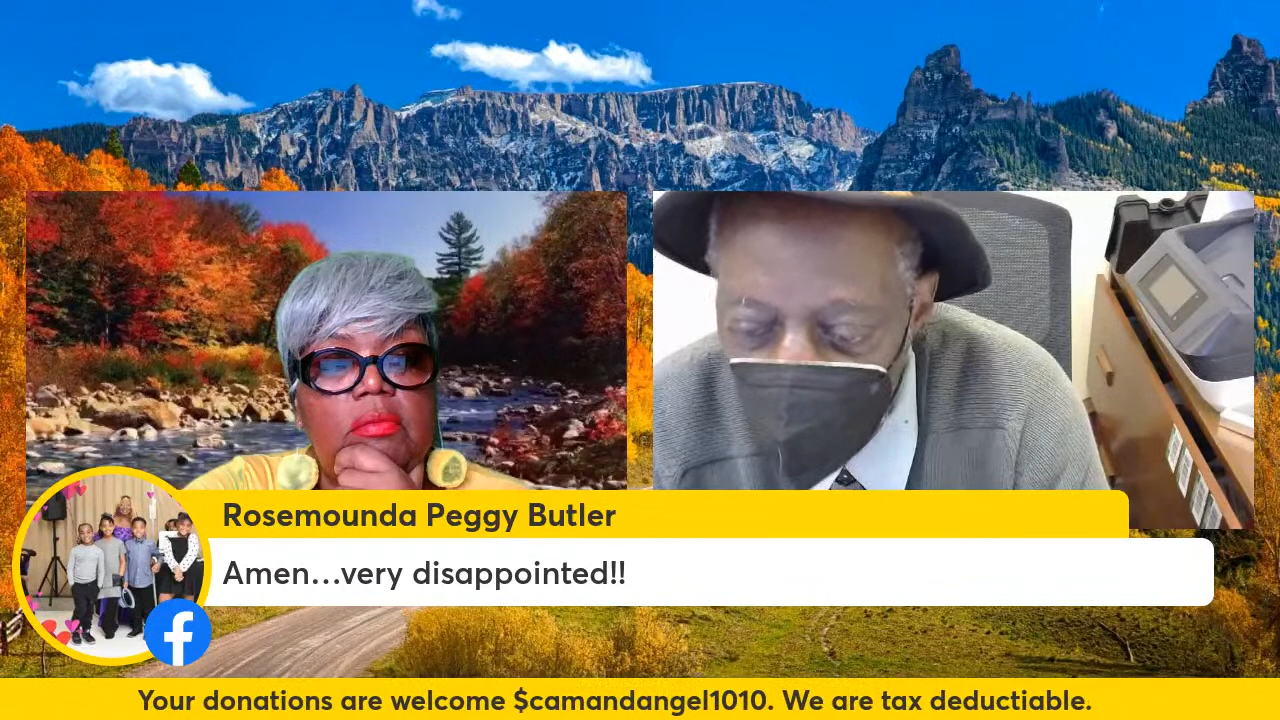 Rosemounda Peggy Butler
Amen...very disappointed!!
Your donations are welcome $camandangel1010. We are tax deductiable.